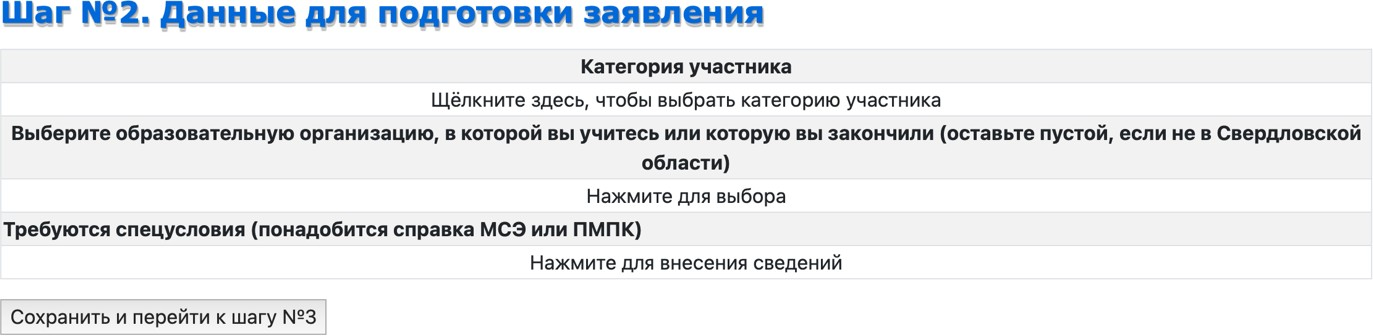 Шаг №2. Данные для подготовки заявления
Категория участника
Щёлкните здесь, чтобы выбрать категорию участника
Выберите образовательную организацию, в которой вы учитесь или которую вы закончили (оставьте пустой, если не в Свердловской
области)
Нажмите для выбора
Требуются спецусловия (понадобится справка МСЭ или ПМПК)
Нажмите для внесения сведений
Сохранить и перейти к шагу №3